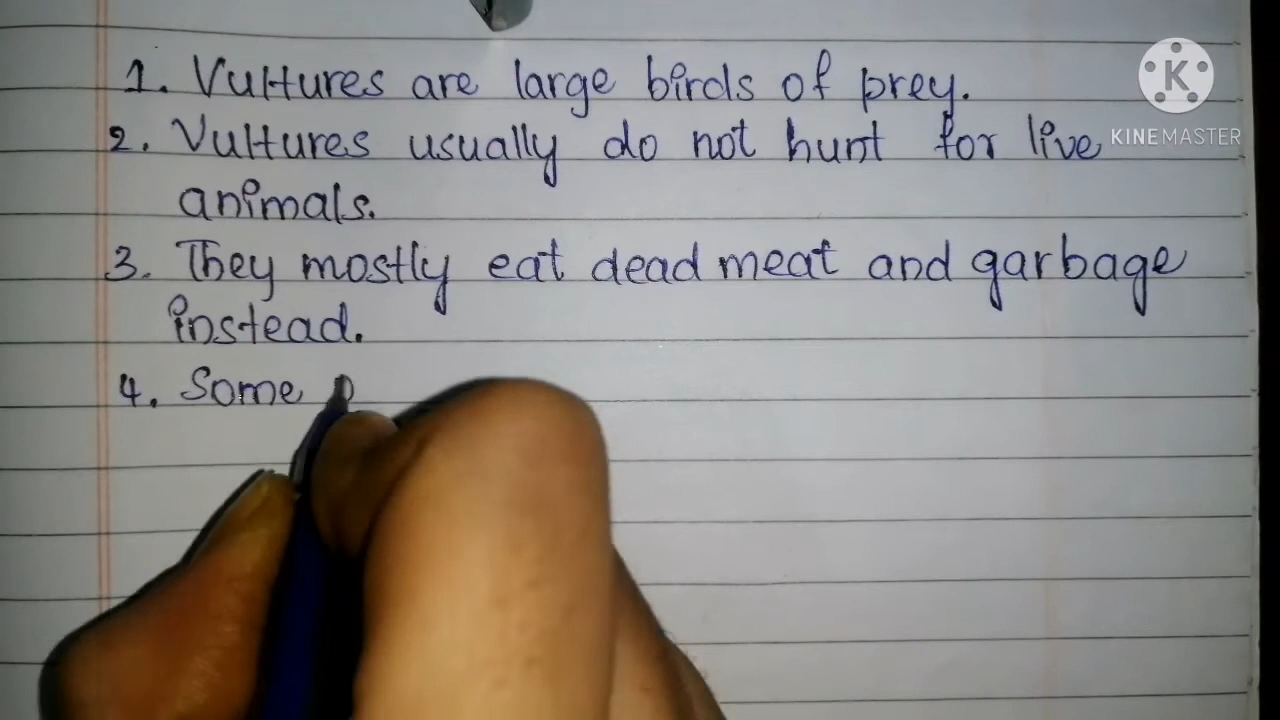 1. Vultures are large birds of prey.
2. Vultures usually do not hunt for live
animals.
3. They mostly eat dead meat and garbage
instead.
4. Some
K
KINEMASTER